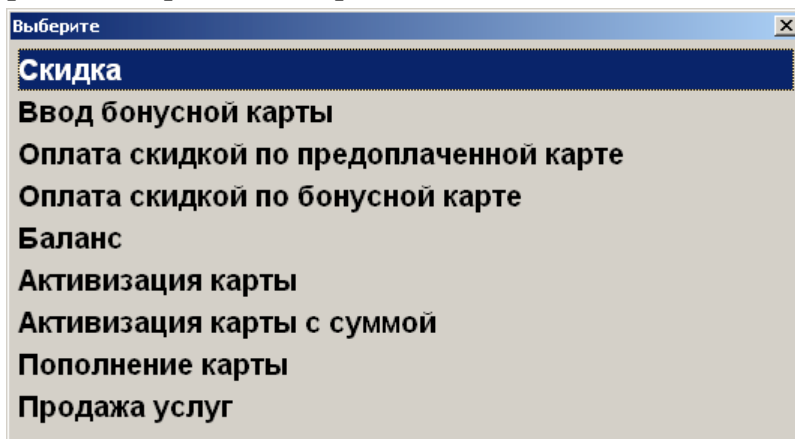 Выберите
Скидка
Ввод бонусной карты
Оплата скидкой по предоплаченной карте
Оплата скидкой по бонусной карте
Баланс
Активизация карты
Активизация карты с суммой
Пополнение карты
Продажа услуг